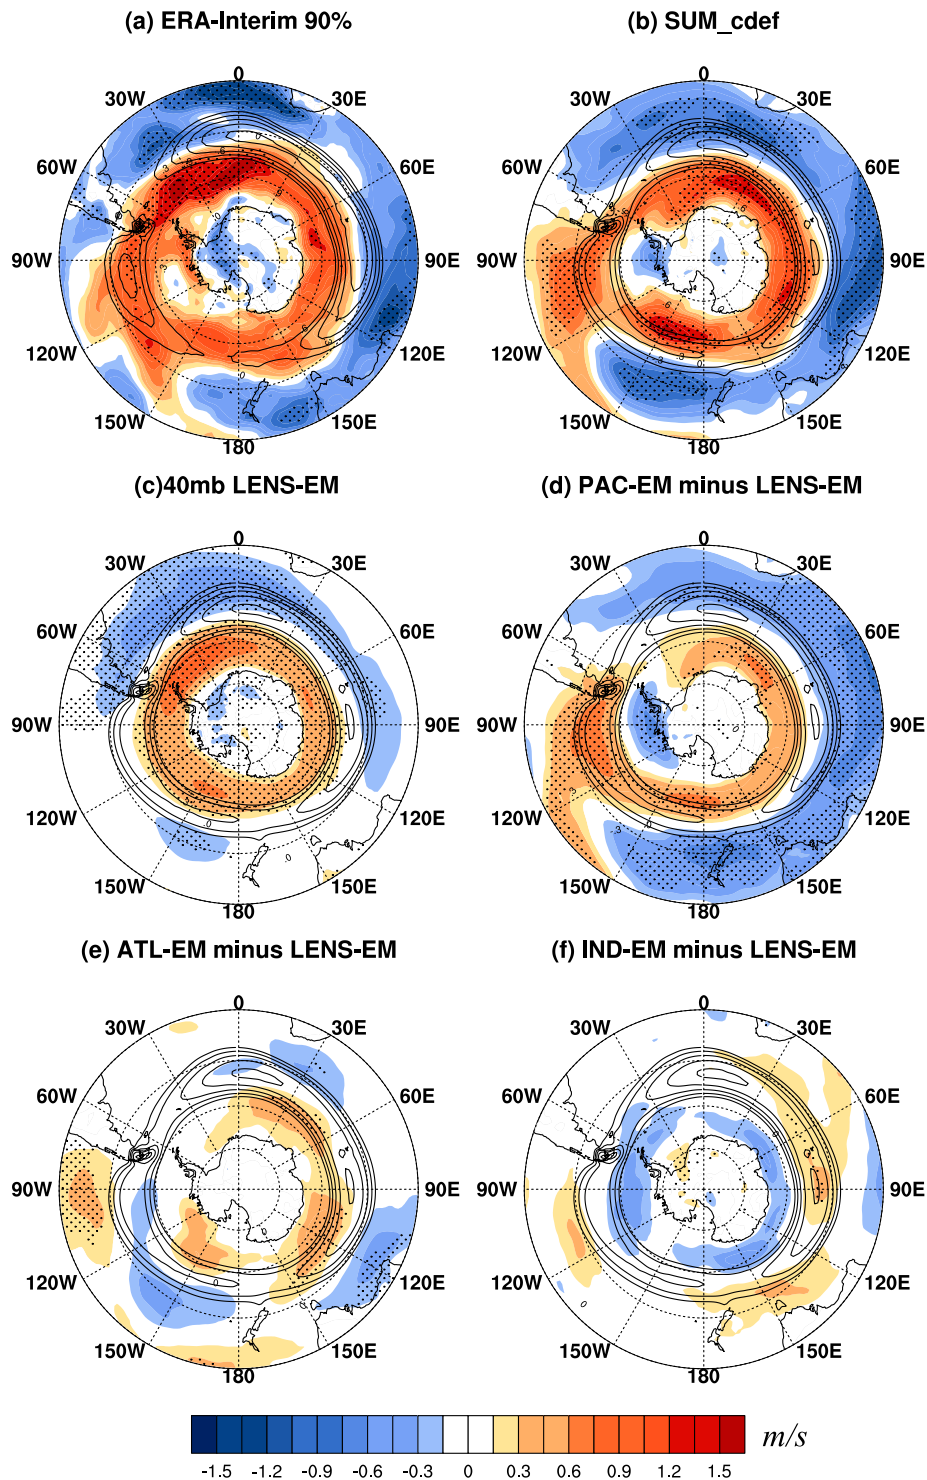 (a) ERA-Interim 90%
(b) SUM_cdef
0
30W
30E
60W
60E
90W
90E
120W
120E
150W
150E
180
0
30W
30E
60W
60E
90W
90E
120W
120E
150W
150E
180
(c)40mb LENS-EM
(d) PAC-EM minus LENS-EM
0
30W
30E
60W
60E
90W
90E
120W
120E
150W
150E
180
0
30W
30E
60W
60E
90W
90E
120W
120E
150W
150E
180
(e) ATL-EM minus LENS-EM
(f) IND-EM minus LENS-EM
0
30W
30E
60W
60E
90W
90E
120W
120E
150W
150E
180
0
30W
30E
60W
60E
90W
90E
120W
120E
150W
150E
180
m/s
-1.5 -1.2 -0.9 -0.6 -0.3 0 0.3 0.6 0.9 1.2 1.5